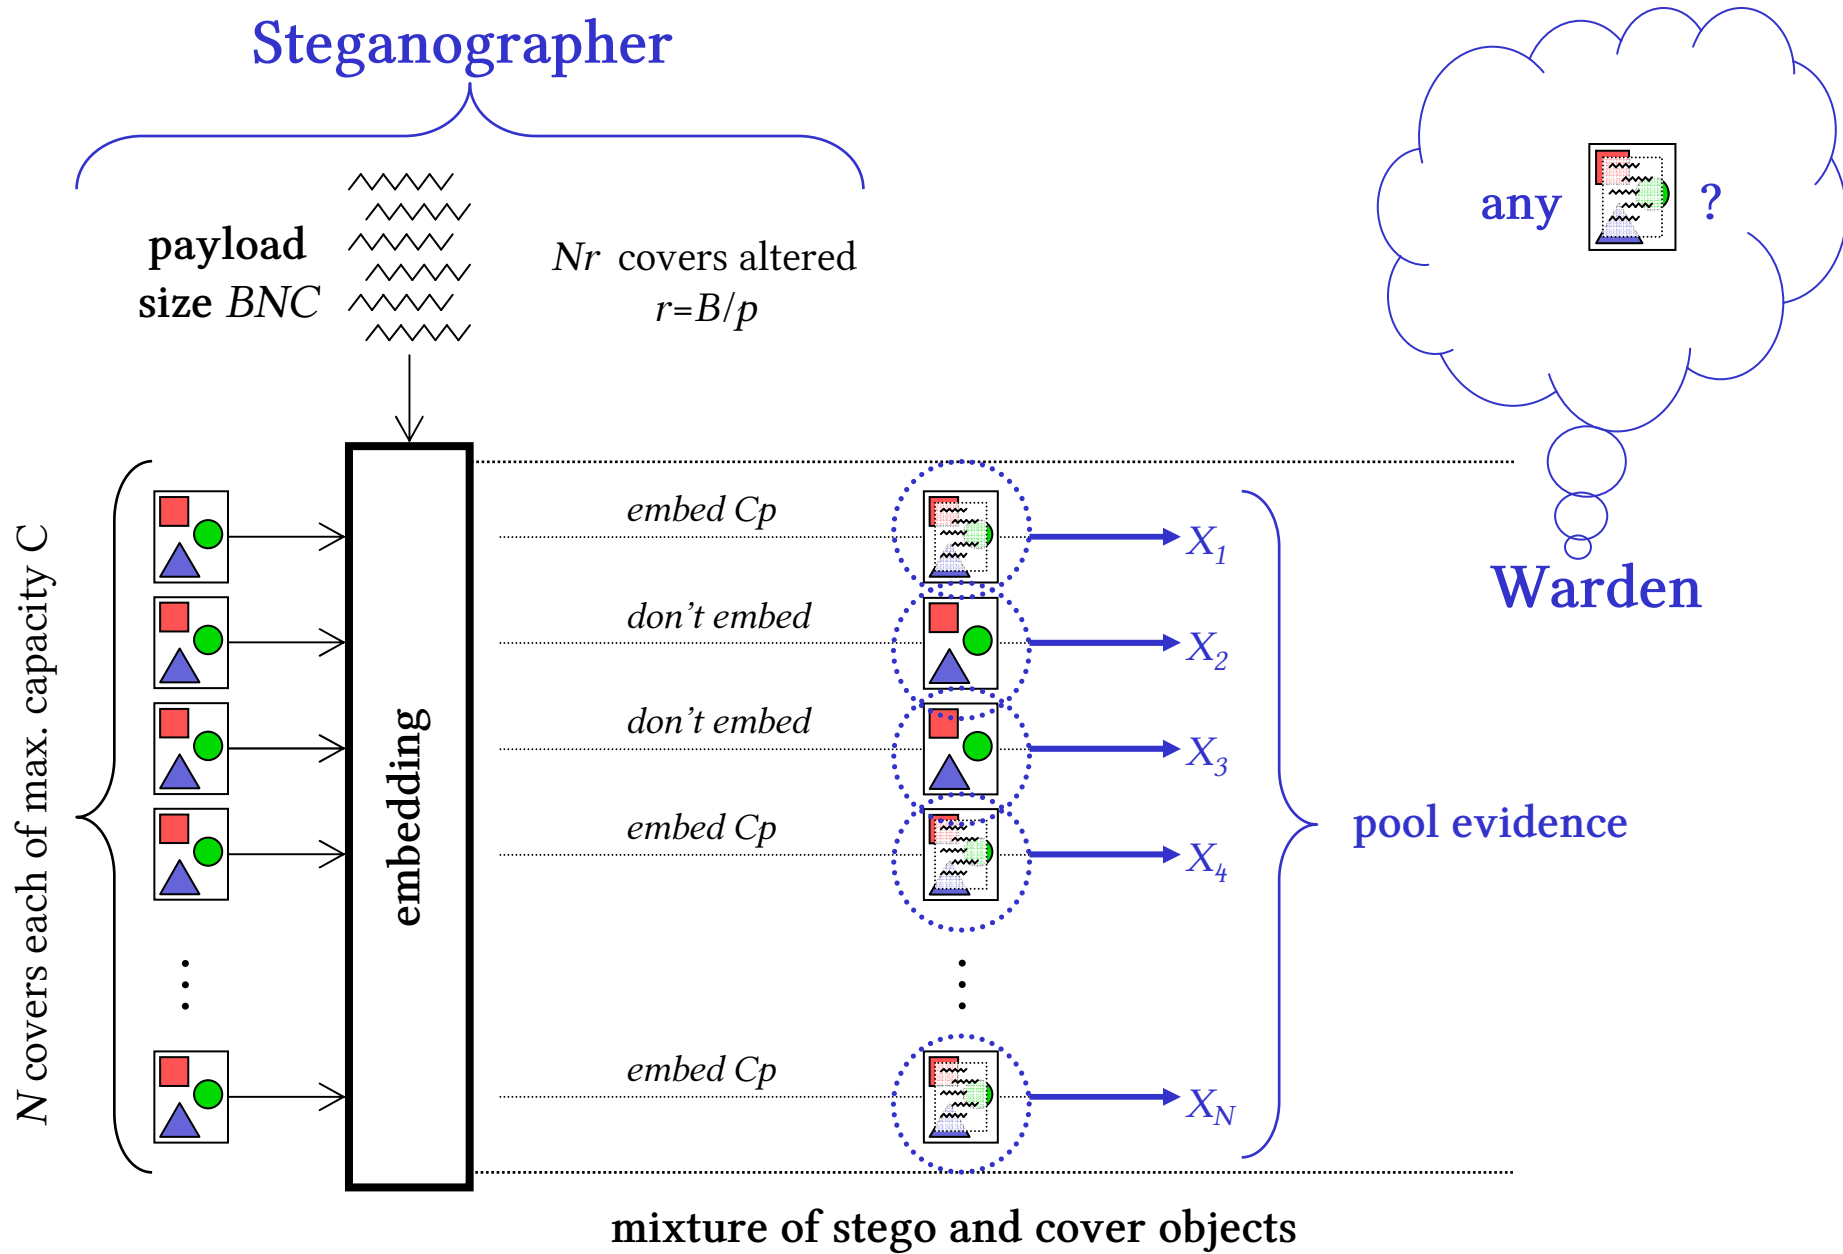 Steganographer
payload
size BNC
Nr covers altered
r=B/p
any ?
Warden
N covers each of max. capacity C
embedding
embed Cp
X1
don't embed
X2
don't embed
X3
embed Cp
X4
embed Cp
XN
pool evidence
mixture of stego and cover objects